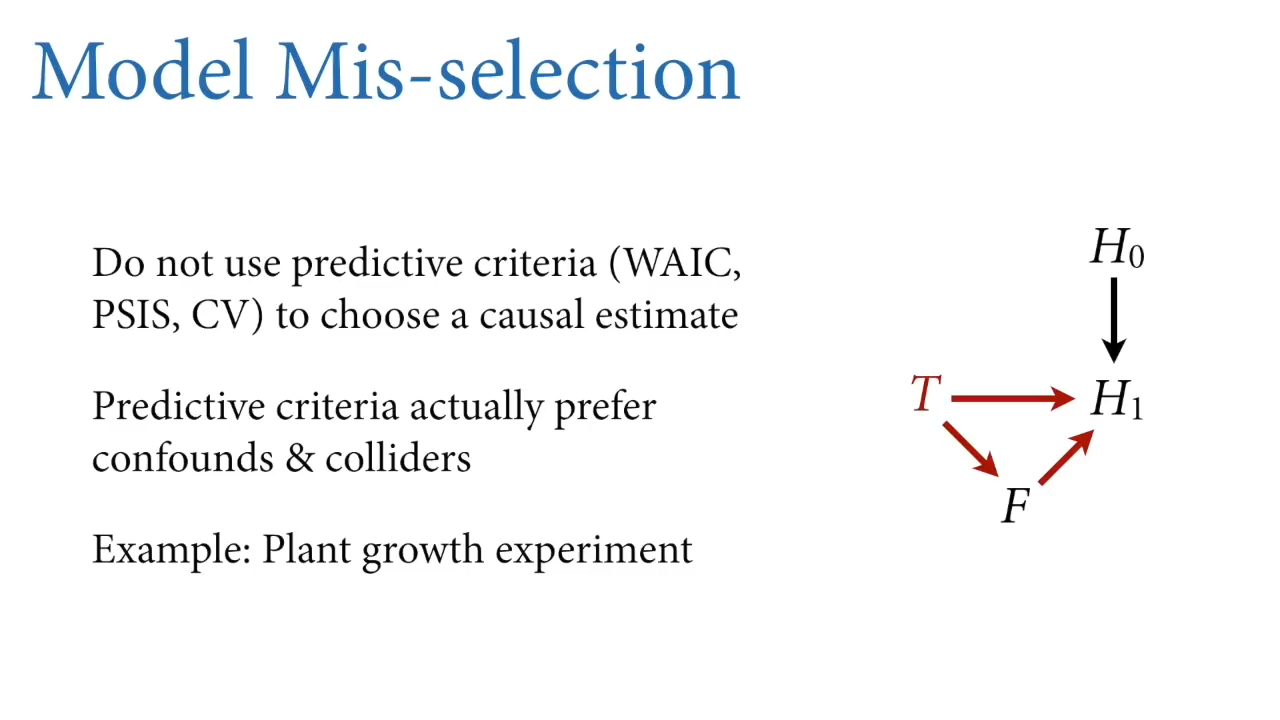 Model Mis-selection
Do not use predictive criteria (WAIC,
PSIS, CV) to choose a causal estimate
Predictive criteria actually prefer
confounds & colliders
Example: Plant growth experiment
H0
T
H1
F